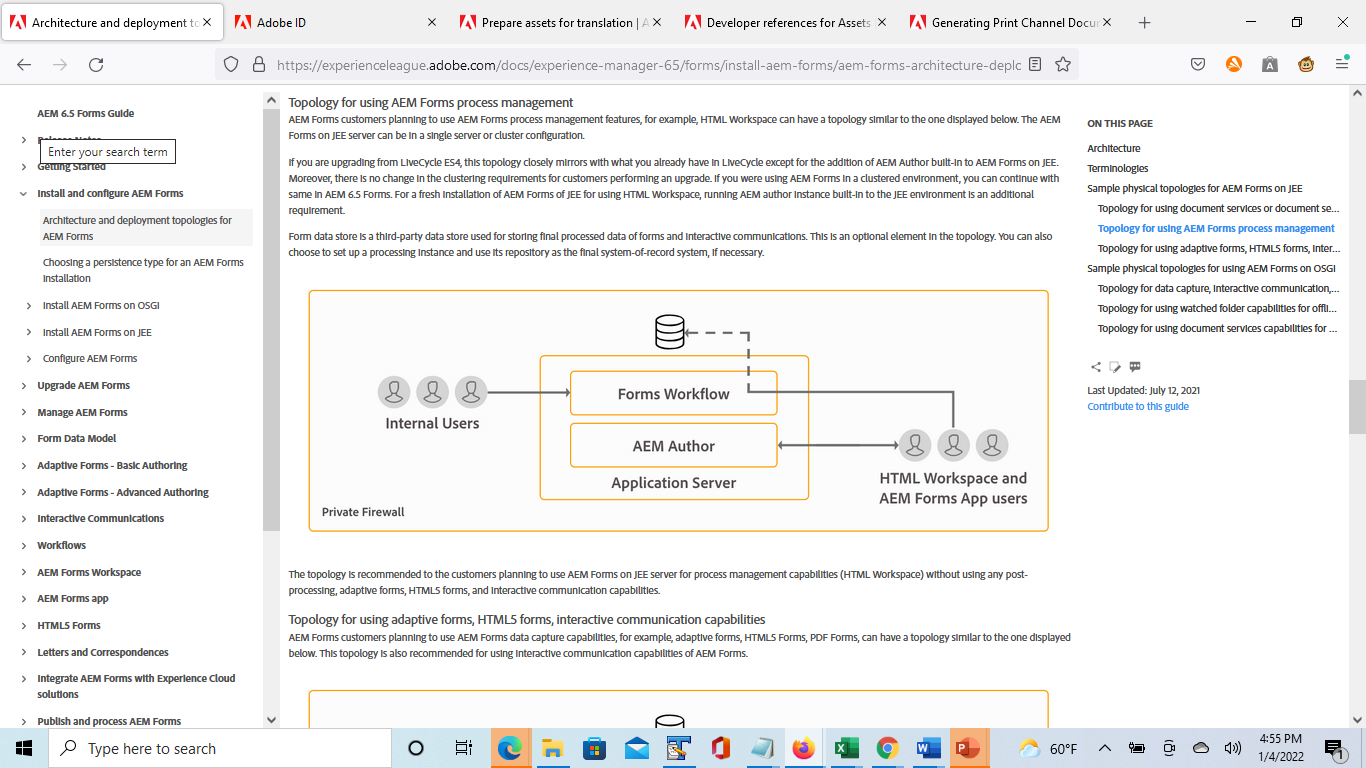 Architecture and deployment to
Adobe ID
Prepare assets for translation | A
Developer references for Assets
Generating Print Channel Docu
https://experienceleague.adobe.com/docs/experience-manager-65/forms/install-aem-forms/aem-forms-architecture-deplc
AEM 6.5 Forms Guide
Release Notes
Enter your search term
Getting Started
Install and configure AEM Forms
Architecture and deployment topologies for
AEM Forms
Choosing a persistence type for an AEM Forms
Installation
Install AEM Forms on OSGI
Install AEM Forms on JEE
Configure AEM Forms
Upgrade AEM Forms
Manage AEM Forms
Form Data Model
Adaptive Forms - Basic Authoring
Adaptive Forms - Advanced Authoring
Interactive Communications
Workflows
AEM Forms Workspace
AEM Forms app
HTML5 Forms
Letters and Correspondences
Integrate AEM Forms with Experience Cloud
solutions
Publish and process AEM Forms
Topology for using AEM Forms process management
AEM Forms customers planning to use AEM Forms process management features, for example, HTML Workspace can have a topology similar to the one displayed below. The AEM
Forms on JEE server can be in a single server or cluster configuration.
If you are upgrading from LiveCycle ES4, this topology closely mirrors with what you already have in LiveCycle except for the addition of AEM Author built-in to AEM Forms on JEE.
Moreover, there is no change in the clustering requirements for customers performing an upgrade. If you were using AEM Forms in a clustered environment, you can continue with
same in AEM 6.5 Forms. For a fresh installation of AEM Forms of JEE for using HTML Workspace, running AEM author instance built-in to the JEE environment is an additional
requirement.
Form data store is a third-party data store used for storing final processed data of forms and interactive communications. This is an optional element in the topology. You can also
choose to set up a processing instance and use its repository as the final system-of-record system, if necessary.
Forms Workflow
Internal Users
AEM Author
Application Server
HTML Workspace and
AEM Forms App users
Private Firewall
The topology is recommended to the customers planning to use AEM Forms on JEE server for process management capabilities (HTML Workspace) without using any post-
processing, adaptive forms, HTML5 forms, and interactive communication capabilities.
Topology for using adaptive forms, HTML5 forms, interactive communication capabilities
AEM Forms customers planning to use AEM Forms data capture capabilities, for example, adaptive forms, HTML5 Forms, PDF Forms, can have a topology similar to the one displayed
below. This topology is also recommended for using interactive communication capabilities of AEM Forms.
ON THIS PAGE
Architecture
Terminologies
Sample physical topologies for AEM Forms on JEE
Topology for using document services or document se...
Topology for using AEM Forms process management
Topology for using adaptive forms, HTML5 forms, inter...
Sample physical topologies for using AEM Forms on OSGI
Topology for data capture, interactive communication,...
Topology for using watched folder capabilities for offli...
Topology for using document services capabilities for ...
Last Updated: July 12, 2021
Contribute to this guide
Type here to search
60°F
4:55 PM
1/4/2022
1